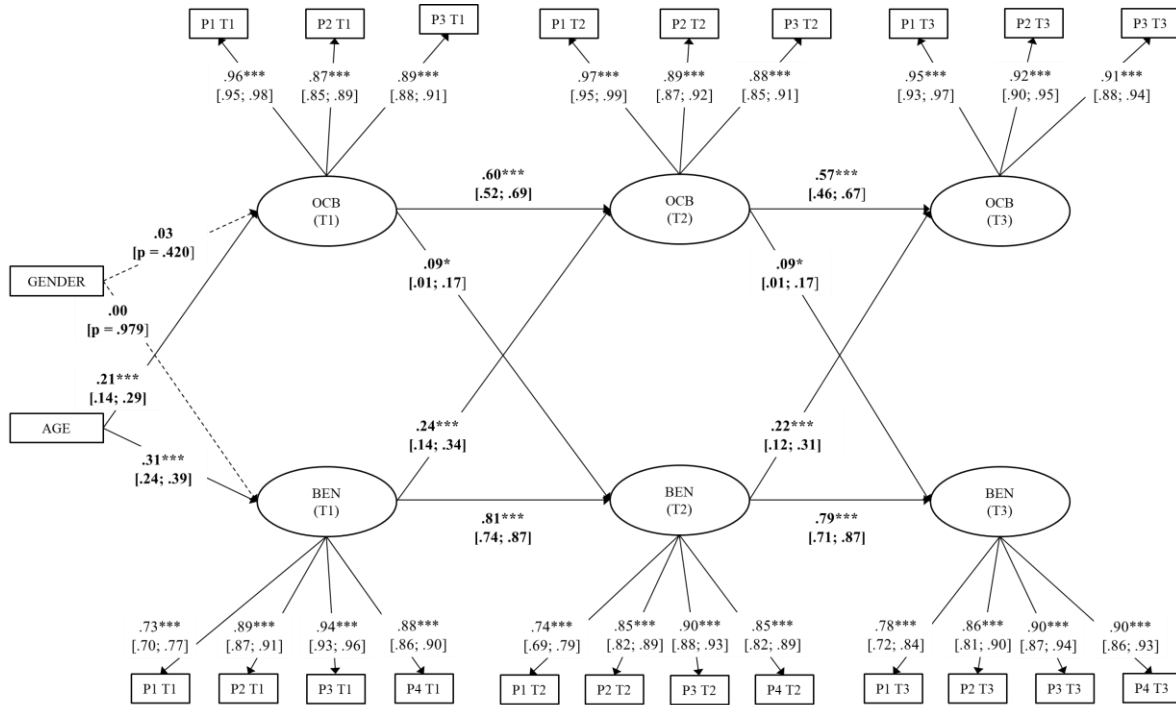 P1 T1
P2 T1
P3 T1
P1 T2
P2 T2
P3 T2
P1 T3
P2 T3
P3 T3
.96***
[.95; .98]
.87***
[.85; .89]
.89***
[.88; .91]
.97***
[.95; .99]
.89***
[.87; .92]
.88***
[.85; .91]
.95***
[.93; .97]
.92***
[.90; .95]
.91***
[.88; .94]
OCB
(T1)
.60***
[.52; .69]
OCB
(T2)
.57***
[.46; .67]
OCB
(T3)
.03
[p = .420]
GENDER
.00
[p = .979]
.09*
[.01; .17]
.09*
[.01; .17]
.21***
[.14; .29]
AGE
.31***
[.24; .39]
.24***
[.14; .34]
.22***
[.12; .31]
BEN
(T1)
.81***
[.74; .87]
BEN
(T2)
.79***
[.71; .87]
BEN
(T3)
.73***
[.70; .77]
.89***
[.87; .91]
.94***
[.93; .96]
.88***
[.86; .90]
.74***
[.69; .79]
.85***
[.82; .89]
.90***
[.88; .93]
.85***
[.82; .89]
.78***
[.72; .84]
.86***
[.81; .90]
.90***
[.87; .94]
.90***
[.86; .93]
P1 T1
P2 T1
P3 T1
P4 T1
P1 T2
P2 T2
P3 T2
P4 T2
P1 T3
P2 T3
P3 T3
P4 T3